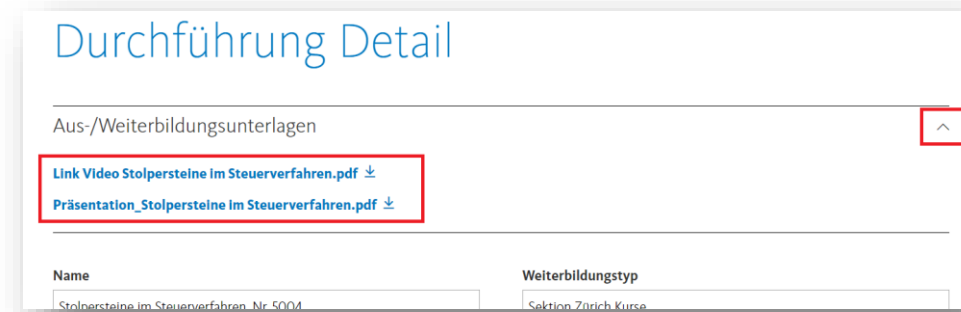 Durchführung Detail
Aus-/Weiterbildungsunterlagen
Link Video Stolpersteine im Steuerverfahren.pdf
Präsentation_Stolpersteine im Steuerverfahren.pdf
Name
Weiterbildungstyp
Stolpersteine im Steuerverfahren, Nr. 5004
Sektion Zürich Kurse